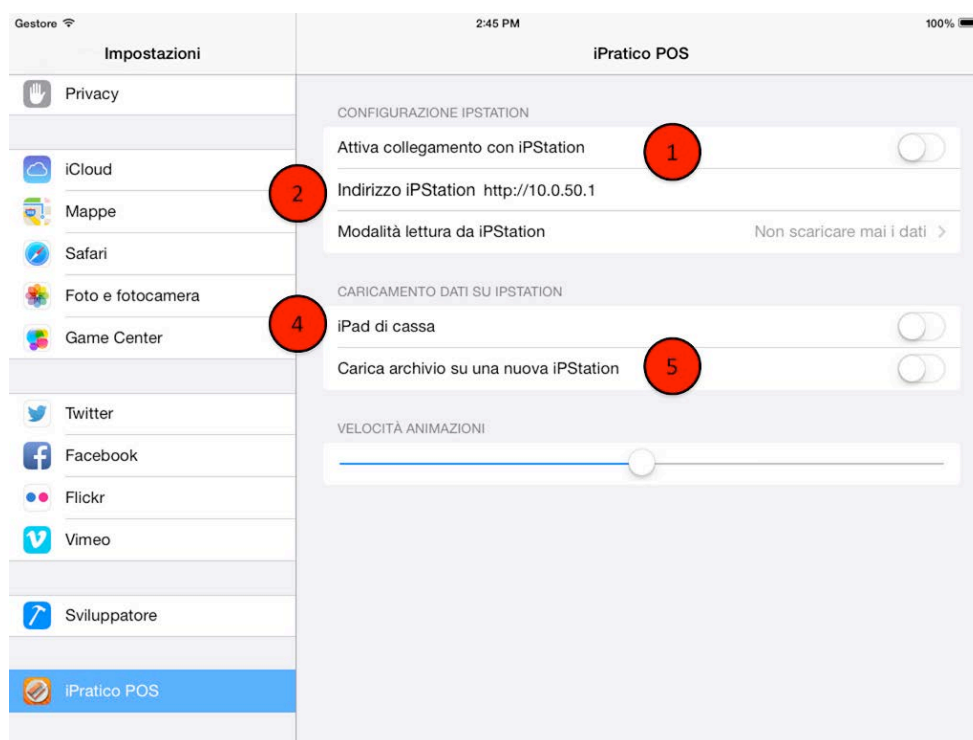 Gestore 2:45 PM 100%
Impostazioni
iPratico POS
Privacy
iCloud
Mappe
Safari
Foto e fotocamera
Game Center
Twitter
Facebook
Flickr
Vimeo
Sviluppatore
iPratico POS
CONFIGURAZIONE IPSTATION
Attiva collegamento con iPStation 1
2 Indirizzo iPStation http://10.0.50.1
Modalità lettura da iPStation Non scaricare mai i dati >
CARICAMENTO DATI SU IPSTATION
4 iPad di cassa
Carica archivio su una nuova iPStation 5
VELOCITÀ ANIMAZIONI